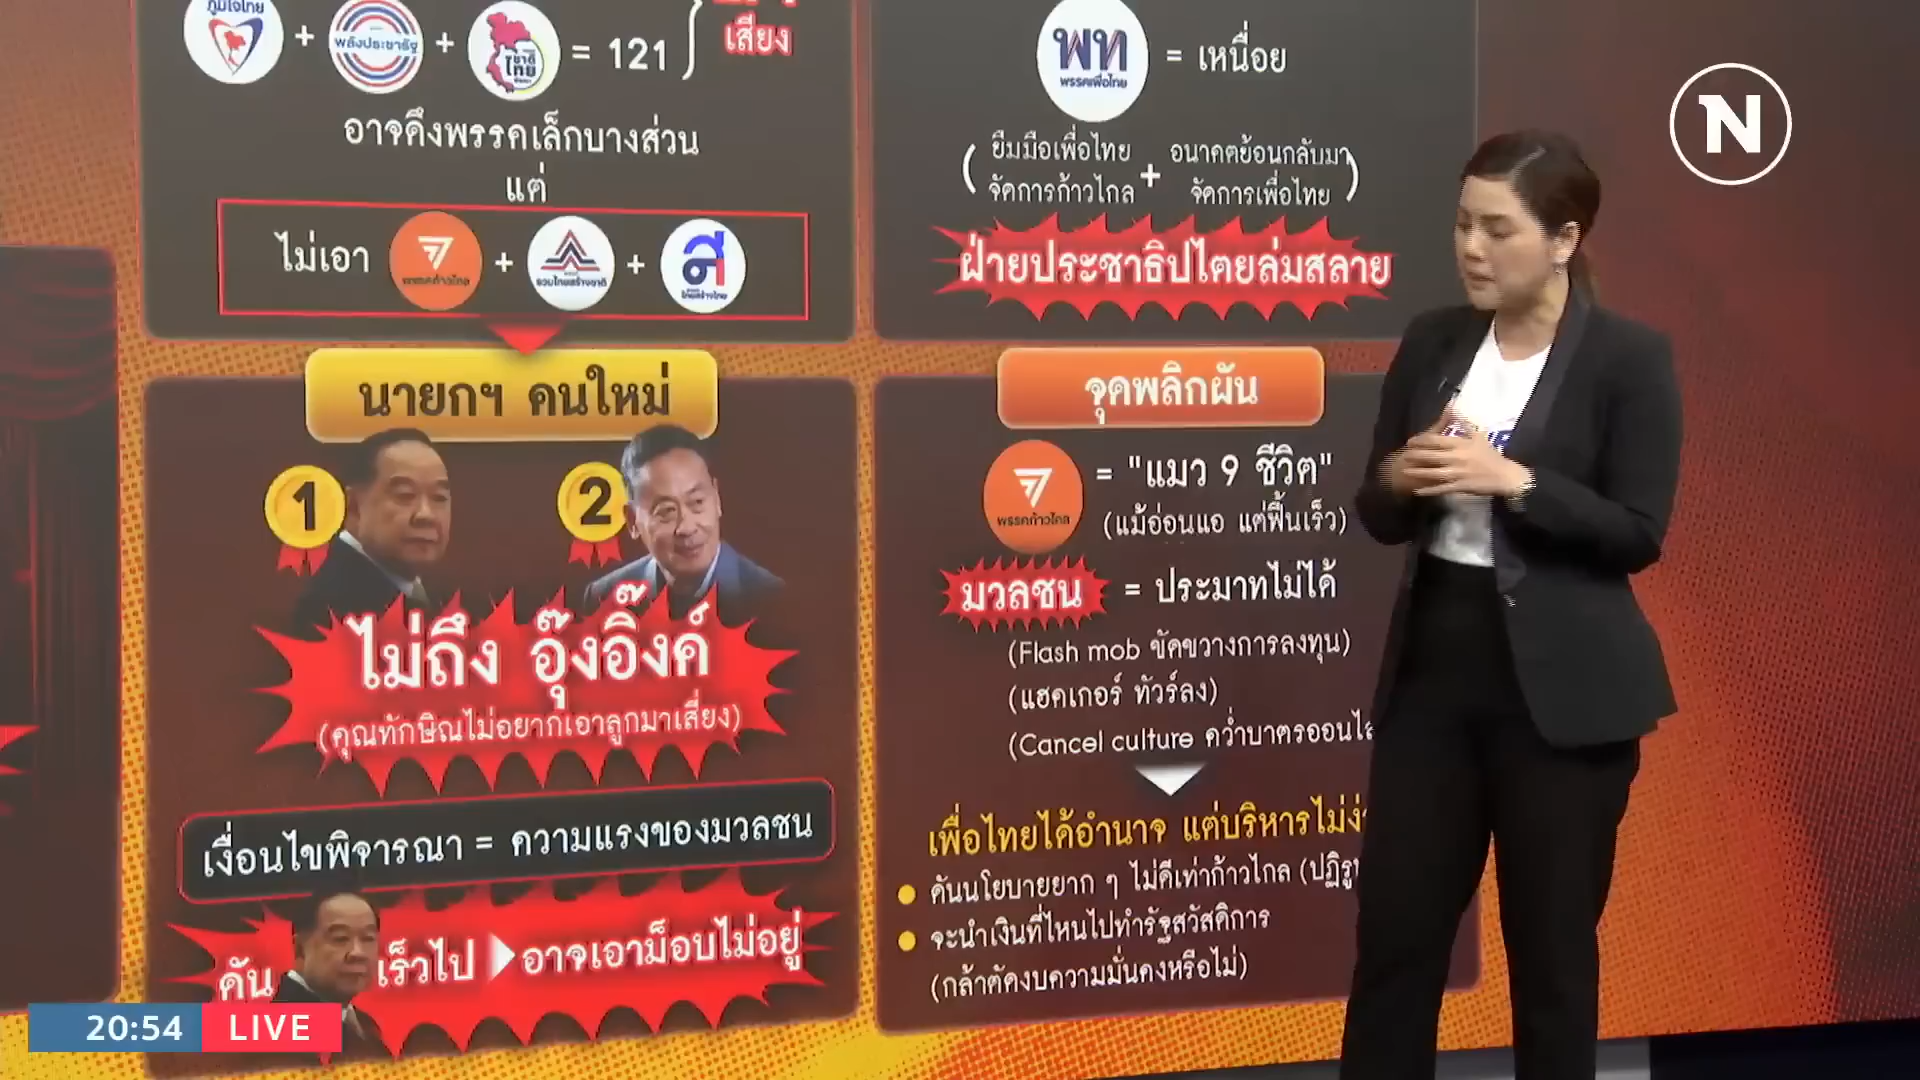 ภูมิใจไทย
+ พลังประชารัฐ + ชาติไทยพัฒนา = 121
เสียง
อาจดึงพรรคเล็กบางส่วน
แต่
ไม่เอา พรรคก้าวไกล + รวมไทยสร้างชาติ + ไทยสร้างไทย
นายกฯ คนใหม่
1 2
ไม่ถึง อุ๊งอิ๊งค์
(คุณทักษิณไม่อยากเอาลูกมาเสี่ยง)
เงื่อนไขพิจารณา = ความแรงของมวลชน
ดัน เร็วไป อาจเอาม็อบไม่อยู่
พท พรรคเพื่อไทย = เหนื่อย
(ยืมมือเพื่อไทย จัดการก้าวไกล + อนาคตย้อนกลับมา จัดการเพื่อไทย)
ฝ่ายประชาธิปไตยล่มสลาย
จุดพลิกผัน
พรรคก้าวไกล = "แมว 9 ชีวิต"
(แม้อ่อนแอ แต่ฟื้นเร็ว)
มวลชน = ประมาทไม่ได้
(Flash mob ขัดขวางการลงทุน)
(แฮคเกอร์ ทัวร์ลง)
(Cancel culture คว่ำบาตรออนไล
เพื่อไทยได้อำนาจ แต่บริหารไม่ง่
ดันนโยบายยาก ๆ ไม่ดีเท่าก้าวไกล (ปฏิรูป
จะนำเงินที่ไหนไปทำรัฐสวัสดิการ
(กล้าตัดงบความมั่นคงหรือไม่)
N
20:54 LIVE